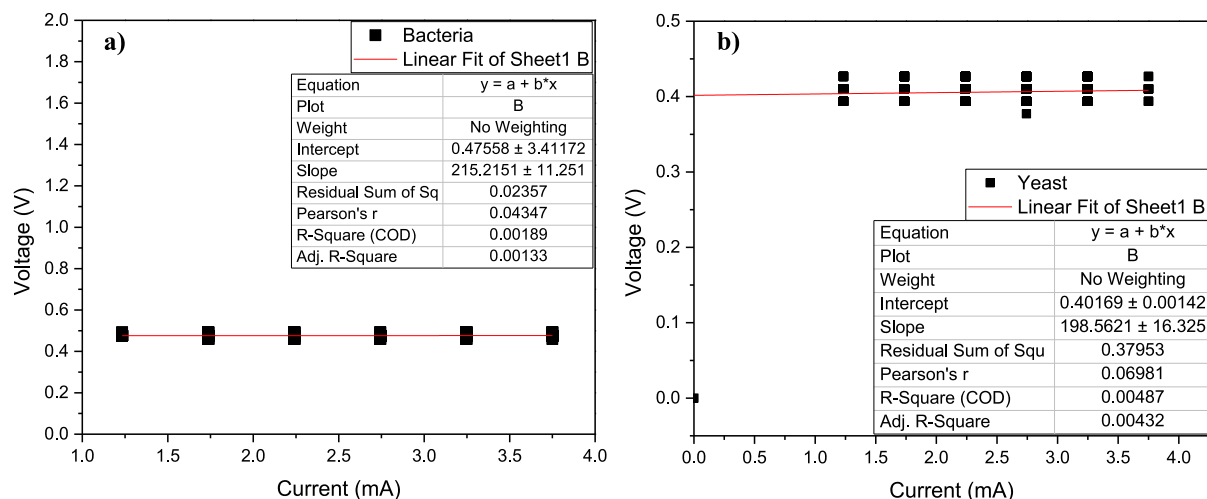 a)
Bacteria
Linear Fit of Sheet1 B
Equation y = a + b*x
Plot B
Weight No Weighting
Intercept 0.47558 ± 3.41172
Slope 215.2151 ± 11.251
Residual Sum of Sq 0.02357
Pearson's r 0.04347
R-Square (COD) 0.00189
Adj. R-Square 0.00133
Voltage (V)
2.0
1.8
1.6
1.4
1.2
1.0
0.8
0.6
0.4
0.2
0.0
1.0 1.5 2.0 2.5 3.0 3.5 4.0
Current (mA)
b)
Yeast
Linear Fit of Sheet1 B
Equation y = a + b*x
Plot B
Weight No Weighting
Intercept 0.40169 ± 0.00142
Slope 198.5621 ± 16.325
Residual Sum of Squ 0.37953
Pearson's r 0.06981
R-Square (COD) 0.00487
Adj. R-Square 0.00432
Voltage (V)
0.5
0.4
0.3
0.2
0.1
0.0
0.0 0.5 1.0 1.5 2.0 2.5 3.0 3.5 4.0
Current (mA)